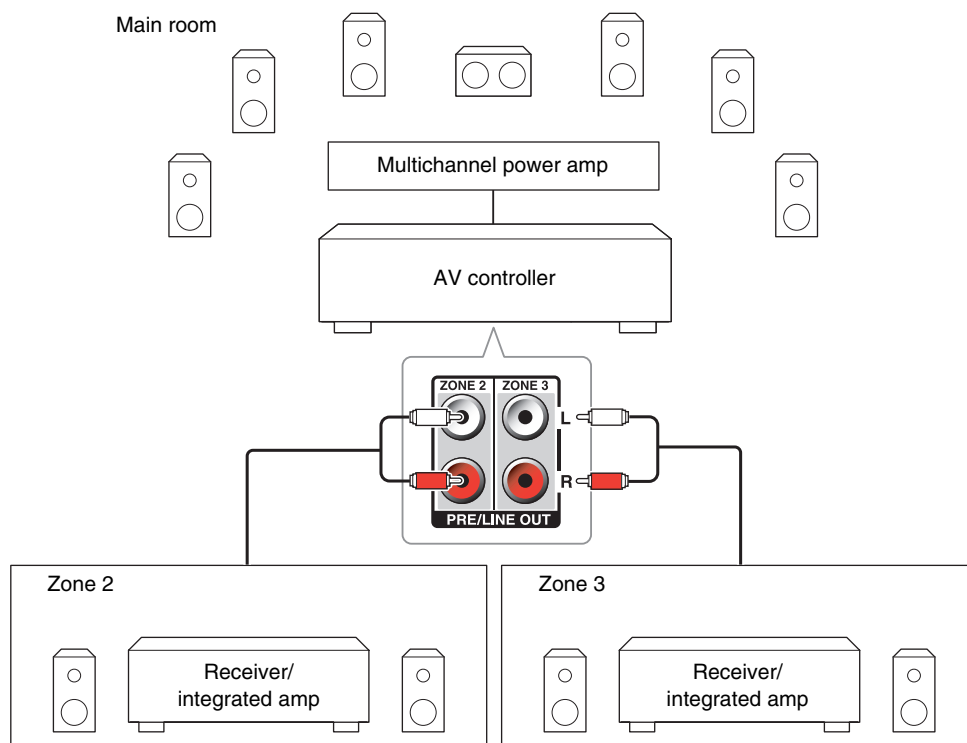 Main room
Multichannel power amp
AV controller
ZONE 2 ZONE 3
L
R
PRE/LINE OUT
Zone 2
Zone 3
Receiver/
integrated amp
Receiver/
integrated amp